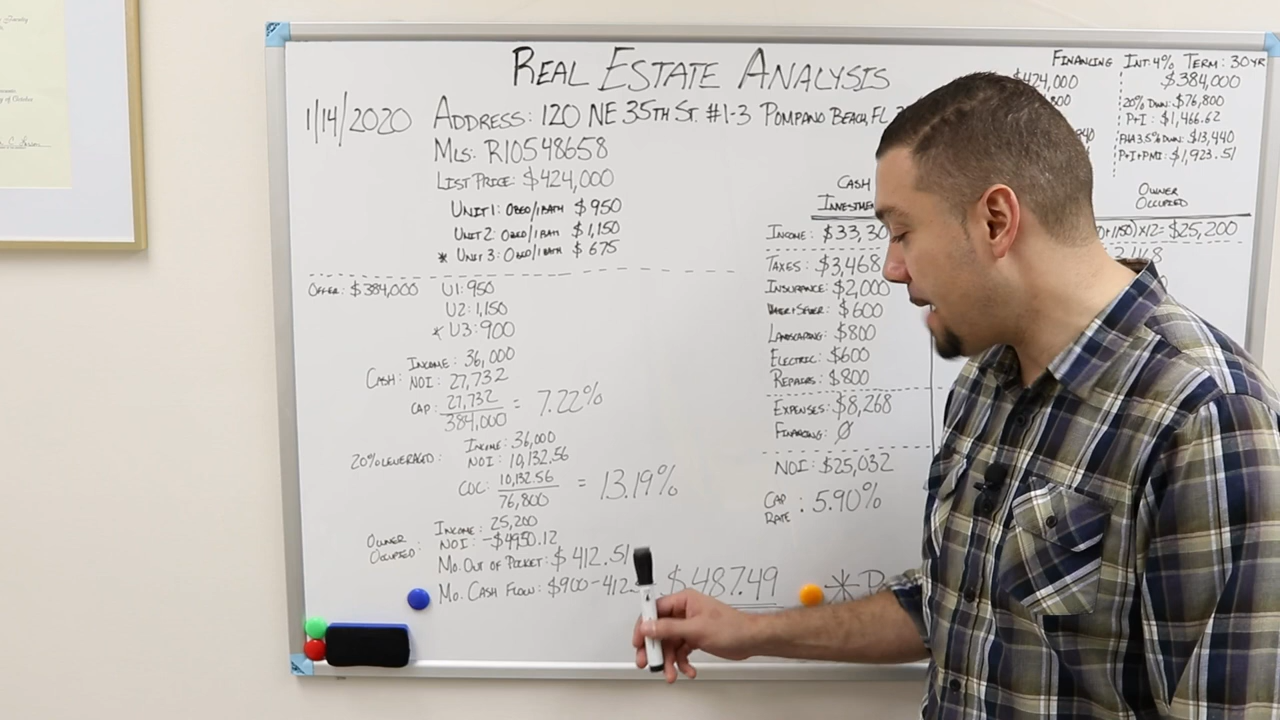 REAL ESTATE ANALYSIS
1/14/2020
ADDRESS: 120 NE 35TH ST. #1-3 POMPANO BEACH, FL
MLS: R10548658
LIST PRICE: $424,000
UNIT 1: 0BED/1BATH $950
UNIT 2: 0BED/1BATH $1,150
* UNIT 3: 0BED/1BATH $675
OFFER: $384,000 U1: 950
U2: 1,150
* U3: 900
CASH: INCOME: 36,000
NOI: 27,732
CAP: 27,732
384,000
= 7.22%
20% LEVERAGED: INCOME: 36,000
NOI: 10,132.56
COC: 10,132.56
76,800
= 13.19%
OWNER OCCUPIED: INCOME: 25,200
NOI: -$4950.12
MO. OUT OF POCKET: $412.51
MO. CASH FLOW: $900-412 $487.49
*
FINANCING INT: 4% TERM: 30YR
$424,000
$384,000
20% DWN: $76,800
P+I: $1,466.62
FHA 3.5% DWN: $13,440
P+I+PMI: $1,923.51
CASH
INCOME: $33,30
TAXES: $3,468
INSURANCE: $2,000
WATER+SEWER: $600
LANDSCAPING: $800
ELECTRIC: $600
REPAIRS: $800
EXPENSES: $8,268
FINANCING: Ø
NOI: $25,032
CAP RATE: 5.90%
OWNER
OCCUPIED
+1150)×12= $25,200